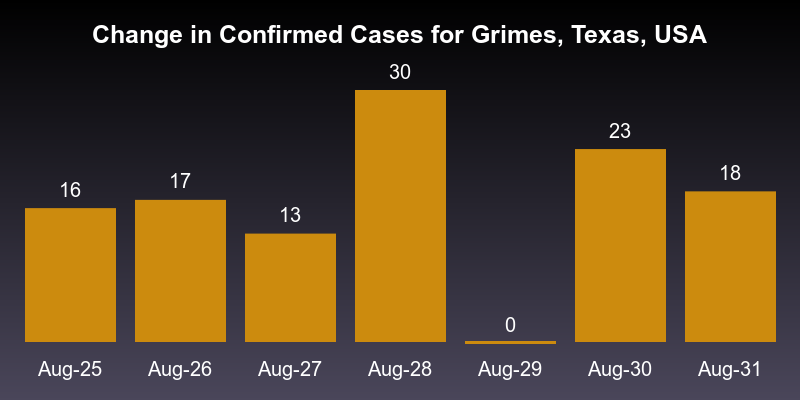 Change in Confirmed Cases for Grimes, Texas, USA
16
17
13
30
0
23
18
Aug-25
Aug-26
Aug-27
Aug-28
Aug-29
Aug-30
Aug-31